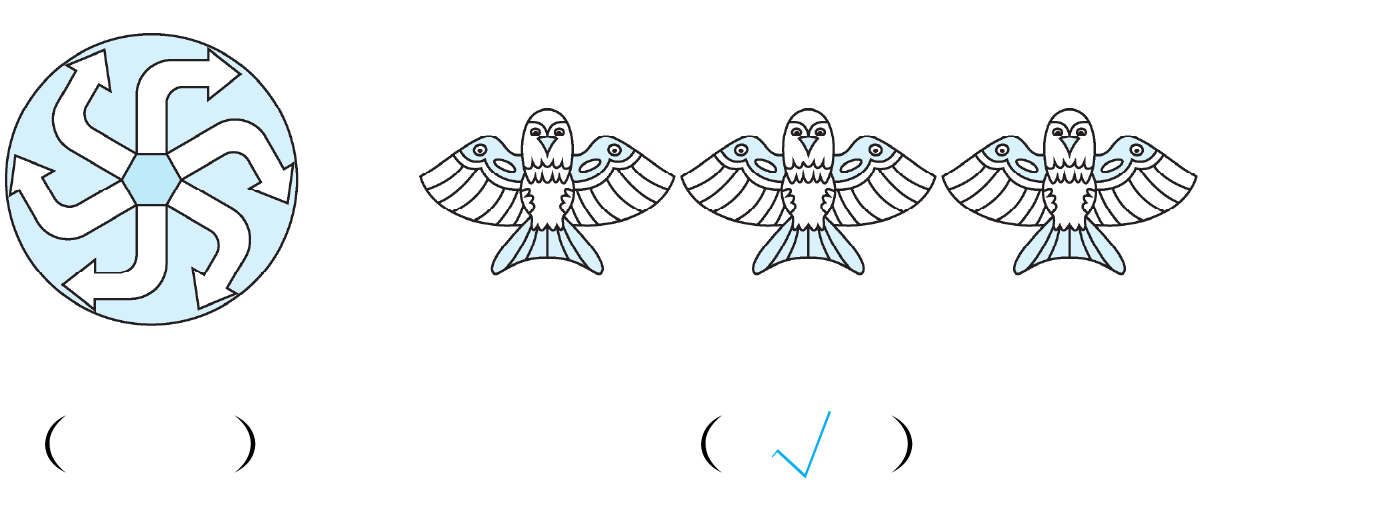 ( ) ( √ )